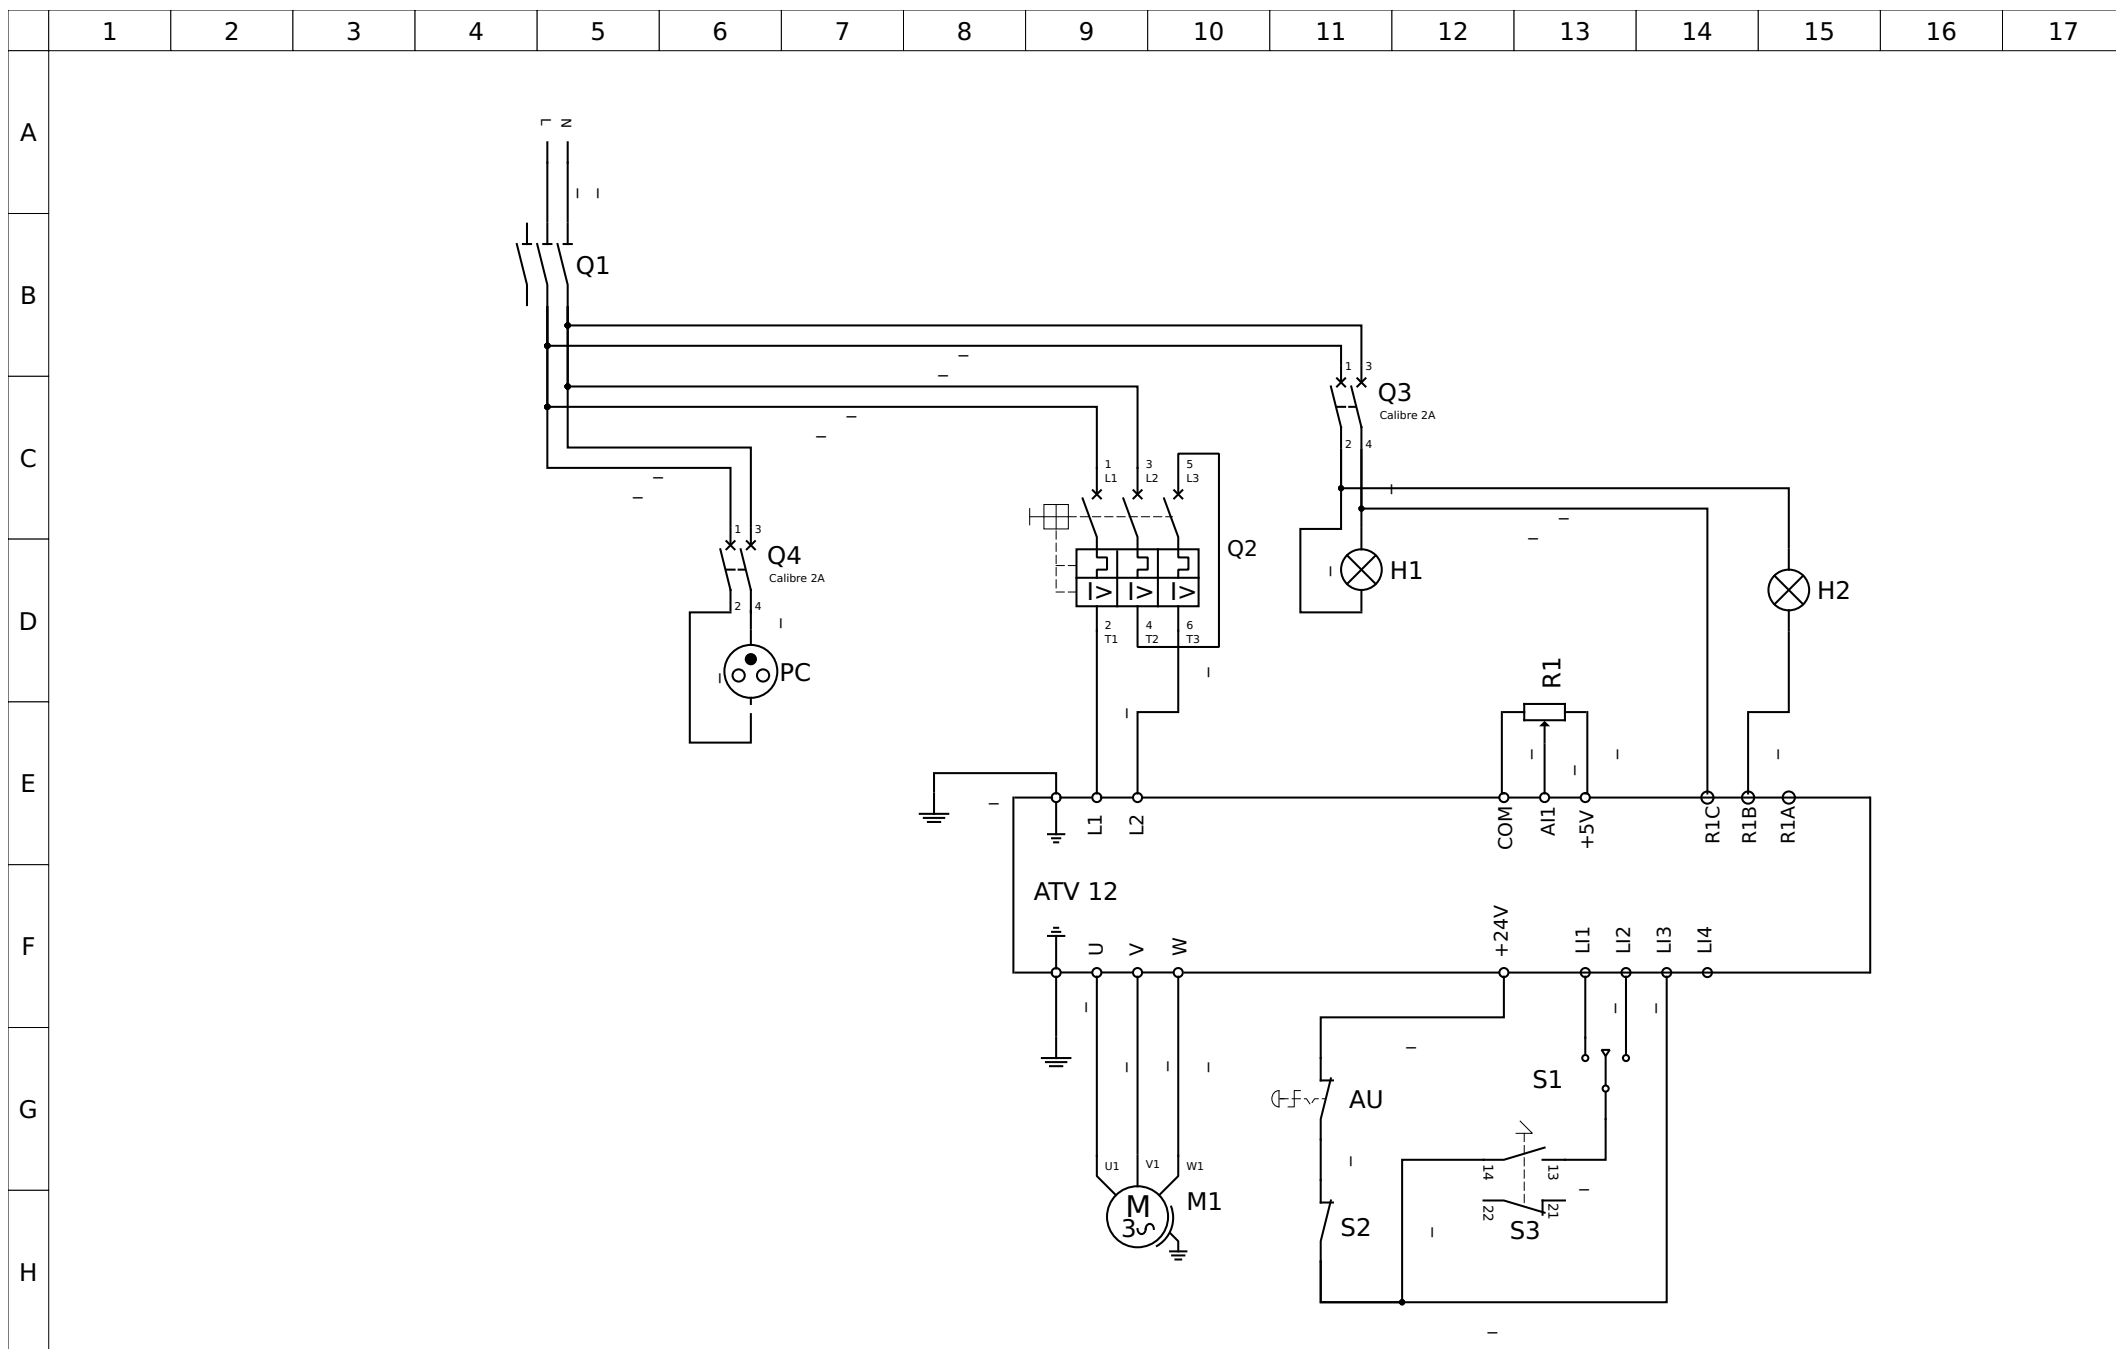 1 2 3 4 5 6 7 8 9 10 11 12 13 14 15 16 17
A
L N
B
Q1
1 3
Q3
Calibre 2A
C
2 4
1 3 5
L1 L2 L3
1 3
Q4
Calibre 2A
Q2
H1
I> I> I>
H2
D
2 4
2 4 6
T1 T2 T3
PC
R1
E
L1 L2 COM AI1 +5V R1C R1B R1A
ATV 12
F
U V W +24V LI1 LI2 LI3 LI4
S1
G
AU
U1 V1 W1
14 13
M1
M
3
22 21
S2
S3
H